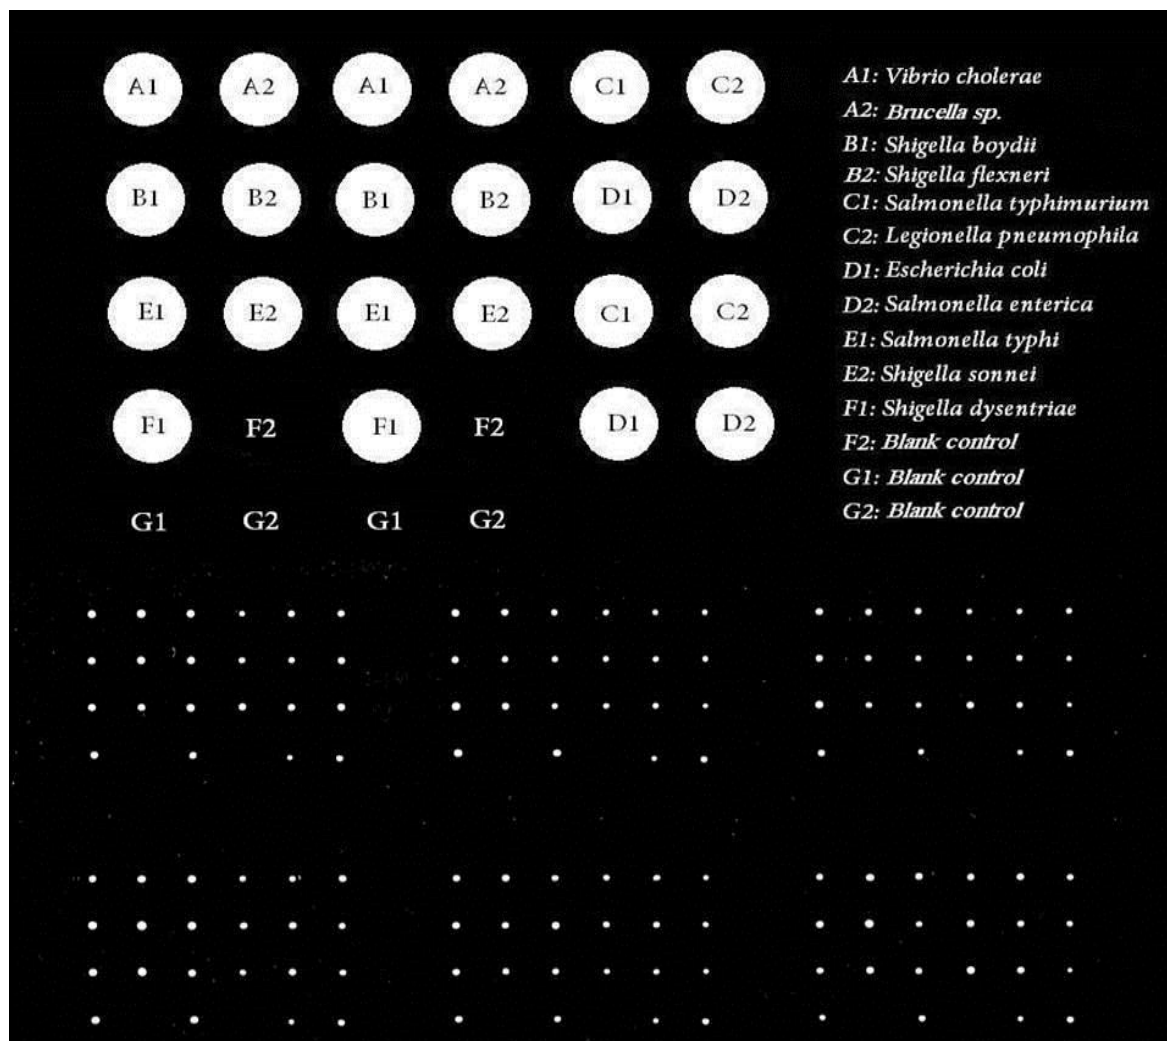 A1 A2 A1 A2 C1 C2
B1 B2 B1 B2 D1 D2
E1 E2 E1 E2 C1 C2
F1 F2 F1 F2 D1 D2
G1 G2 G1 G2
A1: Vibrio cholerae
A2: Brucella sp.
B1: Shigella boydii
B2: Shigella flexneri
C1: Salmonella typhimurium
C2: Legionella pneumophila
D1: Escherichia coli
D2: Salmonella enterica
E1: Salmonella typhi
E2: Shigella sonnei
F1: Shigella dysentriae
F2: Blank control
G1: Blank control
G2: Blank control